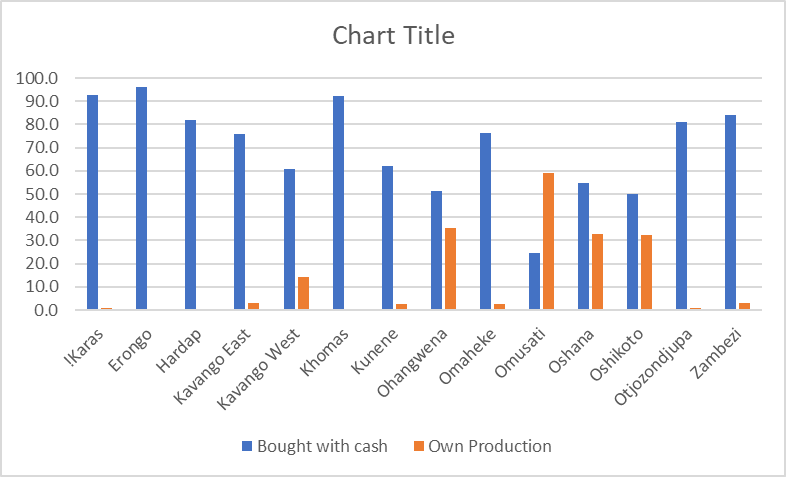 Chart Title
100.0
90.0
80.0
70.0
60.0
50.0
40.0
30.0
20.0
10.0
0.0
!Karas
Erongo
Hardap
Kavango East
Kavango West
Khomas
Kunene
Ohangwena
Omaheke
Omusati
Oshana
Oshikoto
Otjozondjupa
Zambezi
Bought with cash
Own Production